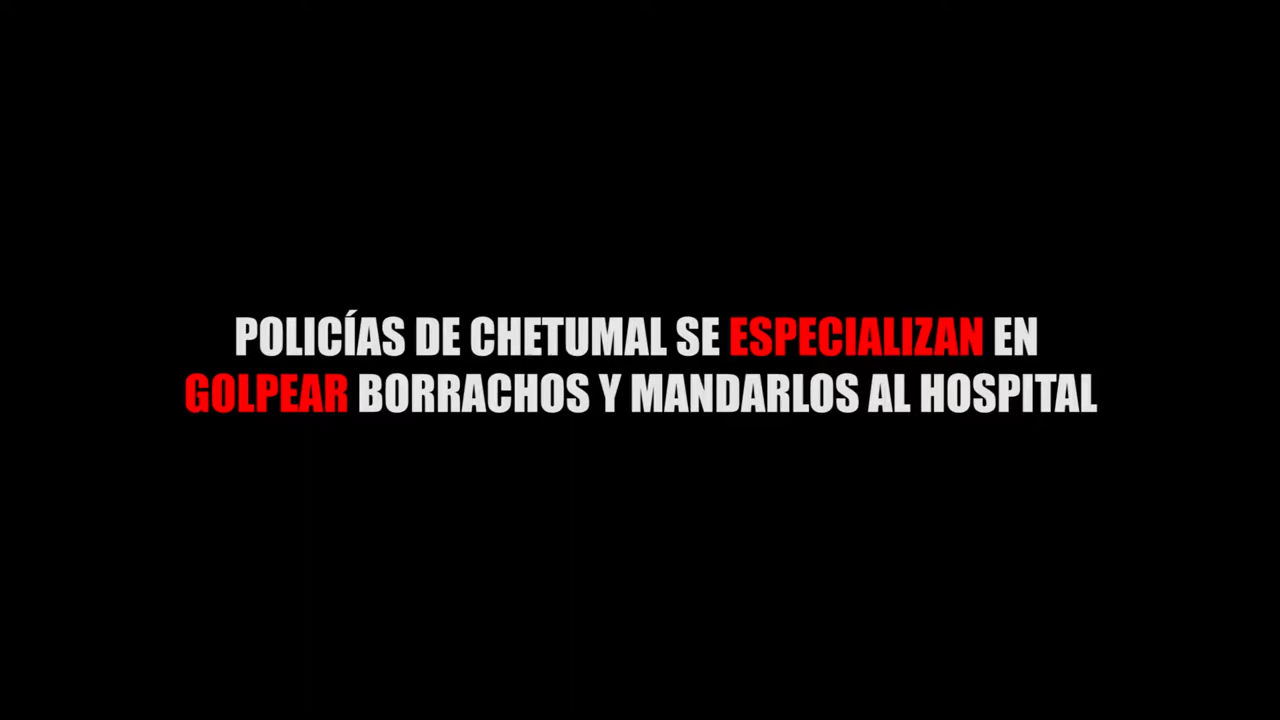 POLICÍAS DE CHETUMAL SE ESPECIALIZAN EN
GOLPEAR BORRACHOS Y MANDARLOS AL HOSPITAL